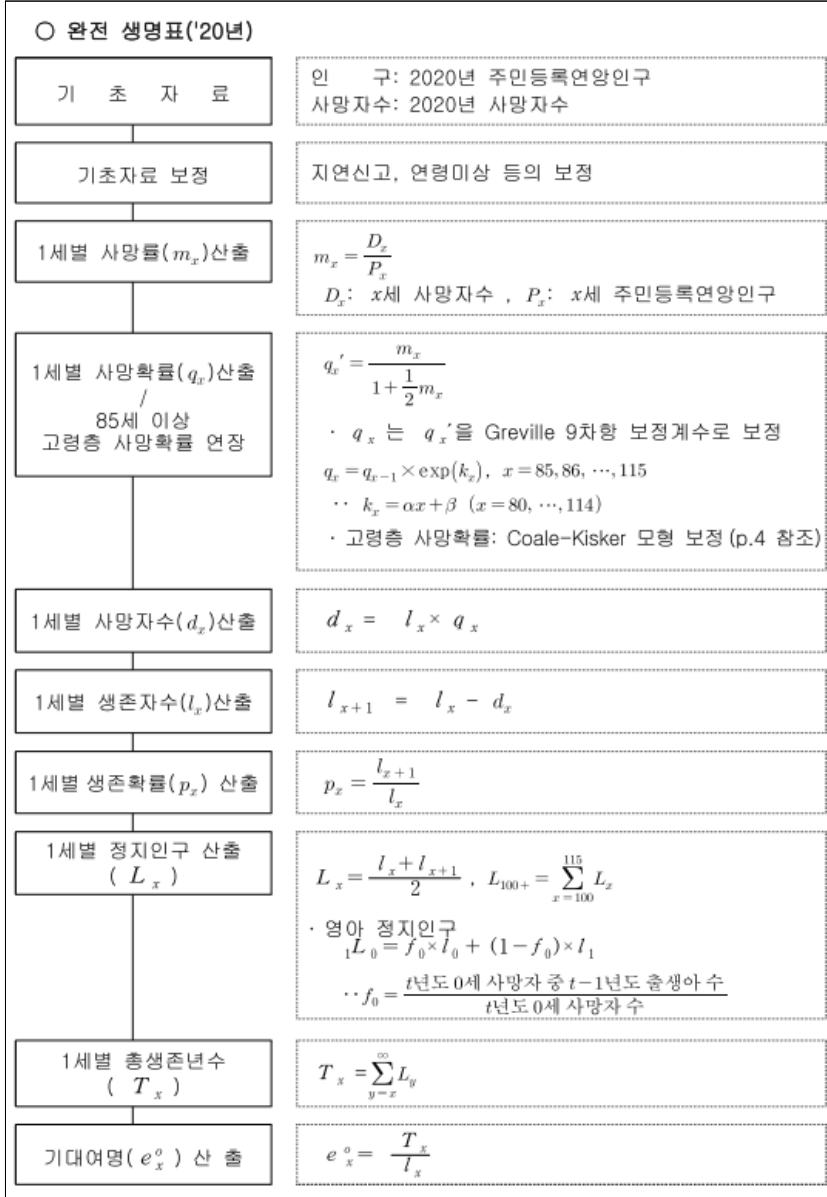 ○ 완전 생명표('20년)
기 초 자 료
인 구: 2020년 주민등록연앙인구
사망자수: 2020년 사망자수
기초자료 보정
지연신고, 연령미상 등의 보정
1세별 사망률(m_x)산출
m_x = D_x / P_x
D_x: x세 사망자수 , P_x: x세 주민등록연앙인구
1세별 사망확률(q_x)산출
/
85세 이상
고령층 사망확률 연장
q_x′ = m_x / (1 + 1/2 m_x)
· q_x 는 q_x′을 Greville 9차항 보정계수로 보정
q_x = q_{x-1} × exp(k_x), x = 85, 86, ⋯, 115
‥ k_x = αx + β (x = 80, ⋯, 114)
· 고령층 사망확률: Coale-Kisker 모형 보정(p.4 참조)
1세별 사망자수(d_x)산출
d_x = l_x × q_x
1세별 생존자수(l_x)산출
l_{x+1} = l_x - d_x
1세별 생존확률(p_x) 산출
p_x = l_{x+1} / l_x
1세별 정지인구 산출
( L_x )
L_x = (l_x + l_{x+1}) / 2 , L_{100+} = ∑_{x=100}^{115} L_x
· 영아 정지인구
₁L_0 = f_0 × l_0 + (1 - f_0) × l_1
‥ f_0 = t년도 0세 사망자 중 t-1년도 출생아 수 / t년도 0세 사망자 수
1세별 총생존년수
( T_x )
T_x = ∑_{y=x}^{∞} L_y
기대여명(e_x^o) 산 출
e_x^o = T_x / l_x